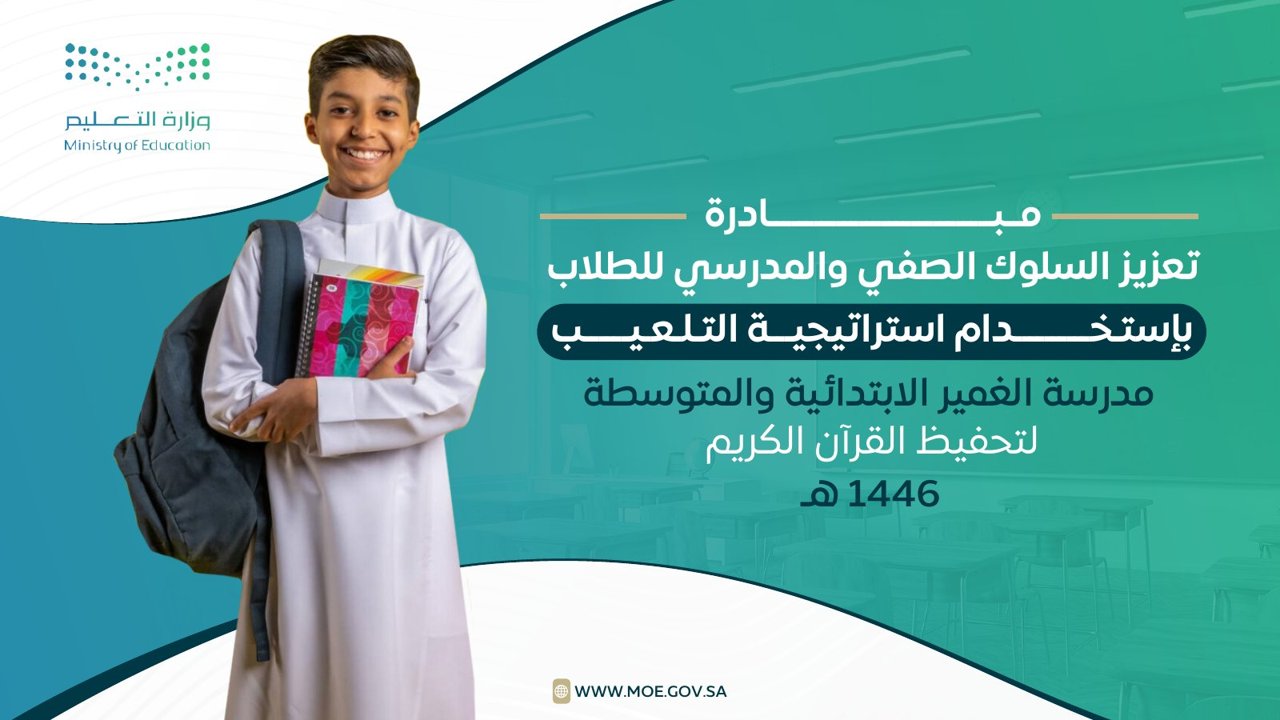 وزارة التعليم
Ministry of Education
مبادرة
تعزيز السلوك الصفي والمدرسي للطلاب
بإستخدام استراتيجية التلعيب
مدرسة الغمير الابتدائية والمتوسطة
لتحفيظ القرآن الكريم
1446 هـ
WWW.MOE.GOV.SA